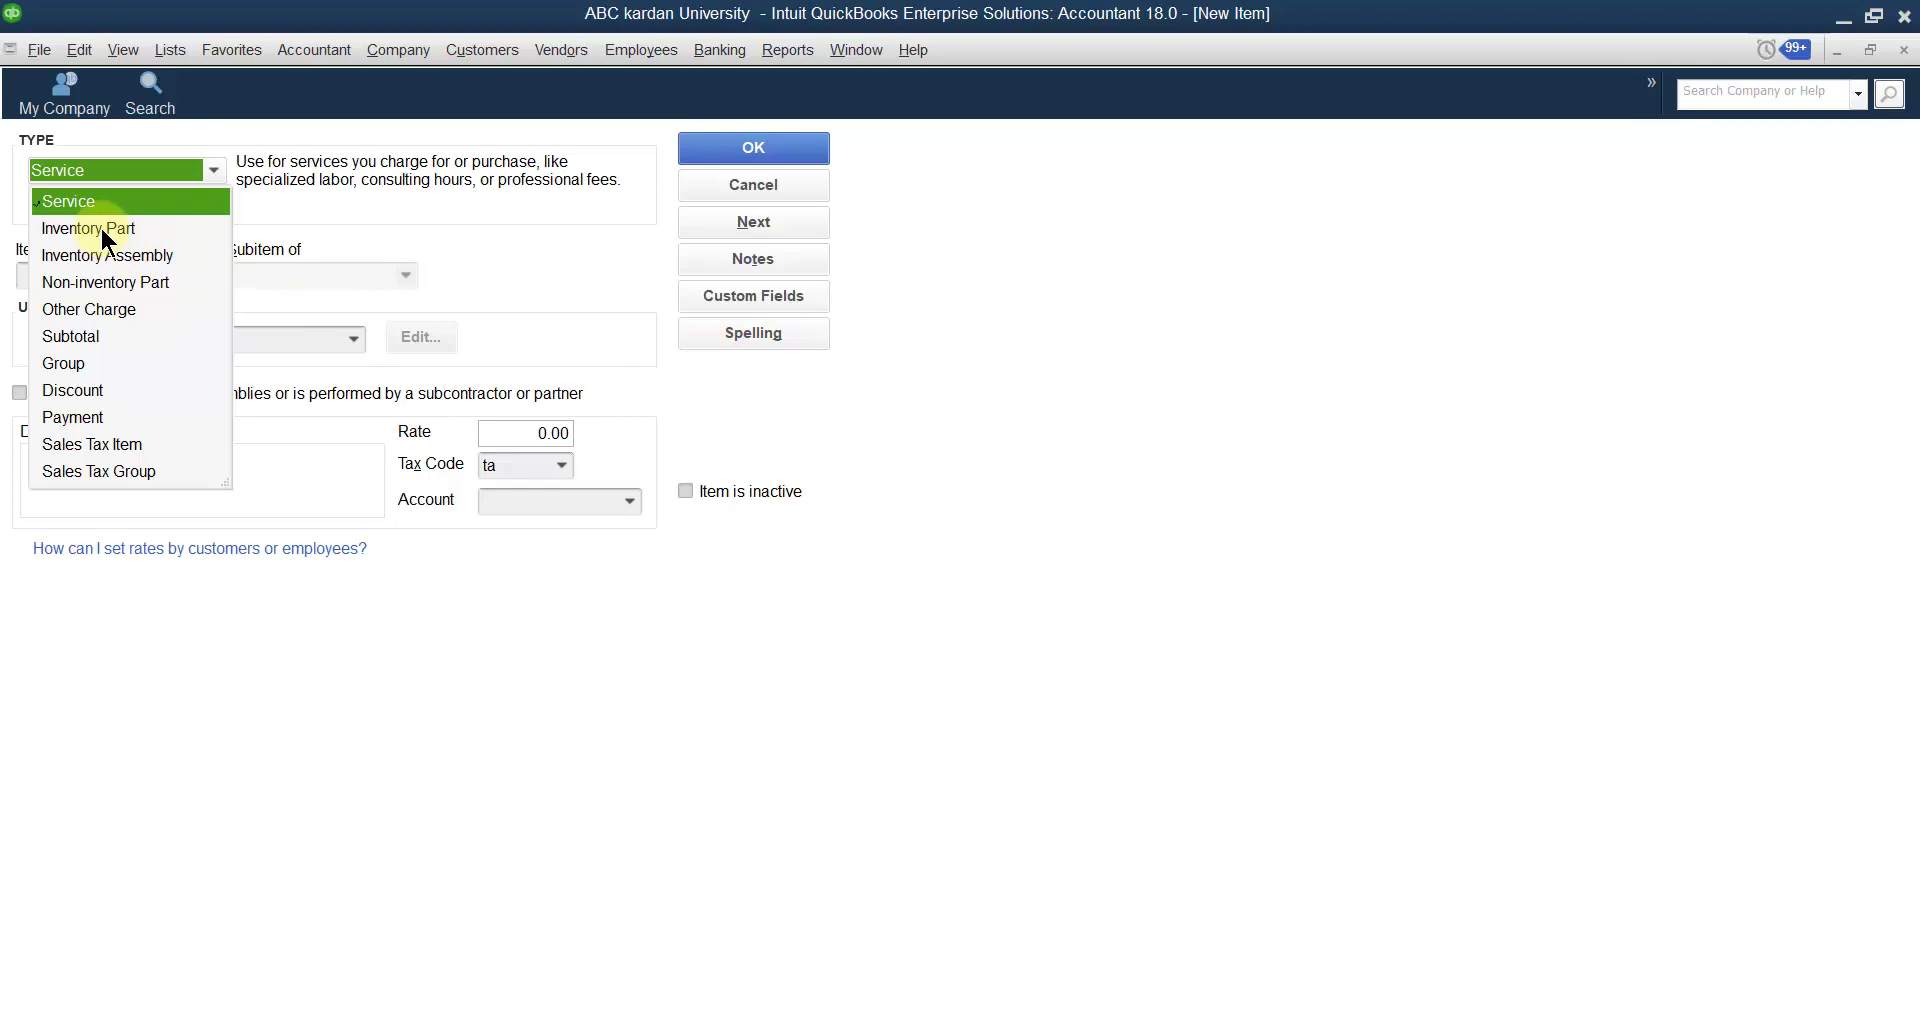 ABC kardan University - Intuit QuickBooks Enterprise Solutions: Accountant 18.0 - [New Item]
File Edit View Lists Favorites Accountant Company Customers Vendors Employees Banking Reports Window Help
99+
My Company Search
» Search Company or Help
TYPE
Service
Use for services you charge for or purchase, like
specialized labor, consulting hours, or professional fees.
Service
Inventory Part
Inventory Assembly
Non-inventory Part
Other Charge
Subtotal
Group
Discount
Payment
Sales Tax Item
Sales Tax Group
Subitem of
Edit...
or is performed by a subcontractor or partner
Rate 0.00
Tax Code ta
Account
How can I set rates by customers or employees?
OK
Cancel
Next
Notes
Custom Fields
Spelling
Item is inactive